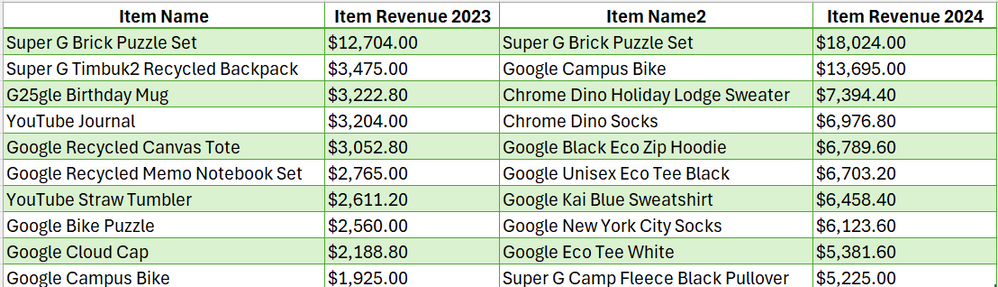 Item Name Item Revenue 2023 Item Name2 Item Revenue 2024
Super G Brick Puzzle Set $12,704.00 Super G Brick Puzzle Set $18,024.00
Super G Timbuk2 Recycled Backpack $3,475.00 Google Campus Bike $13,695.00
G25gle Birthday Mug $3,222.80 Chrome Dino Holiday Lodge Sweater $7,394.40
YouTube Journal $3,204.00 Chrome Dino Socks $6,976.80
Google Recycled Canvas Tote $3,052.80 Google Black Eco Zip Hoodie $6,789.60
Google Recycled Memo Notebook Set $2,765.00 Google Unisex Eco Tee Black $6,703.20
YouTube Straw Tumbler $2,611.20 Google Kai Blue Sweatshirt $6,458.40
Google Bike Puzzle $2,560.00 Google New York City Socks $6,123.60
Google Cloud Cap $2,188.80 Google Eco Tee White $5,381.60
Google Campus Bike $1,925.00 Super G Camp Fleece Black Pullover $5,225.00